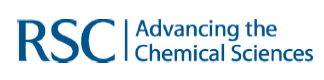 RSC | Advancing the
Chemical Sciences